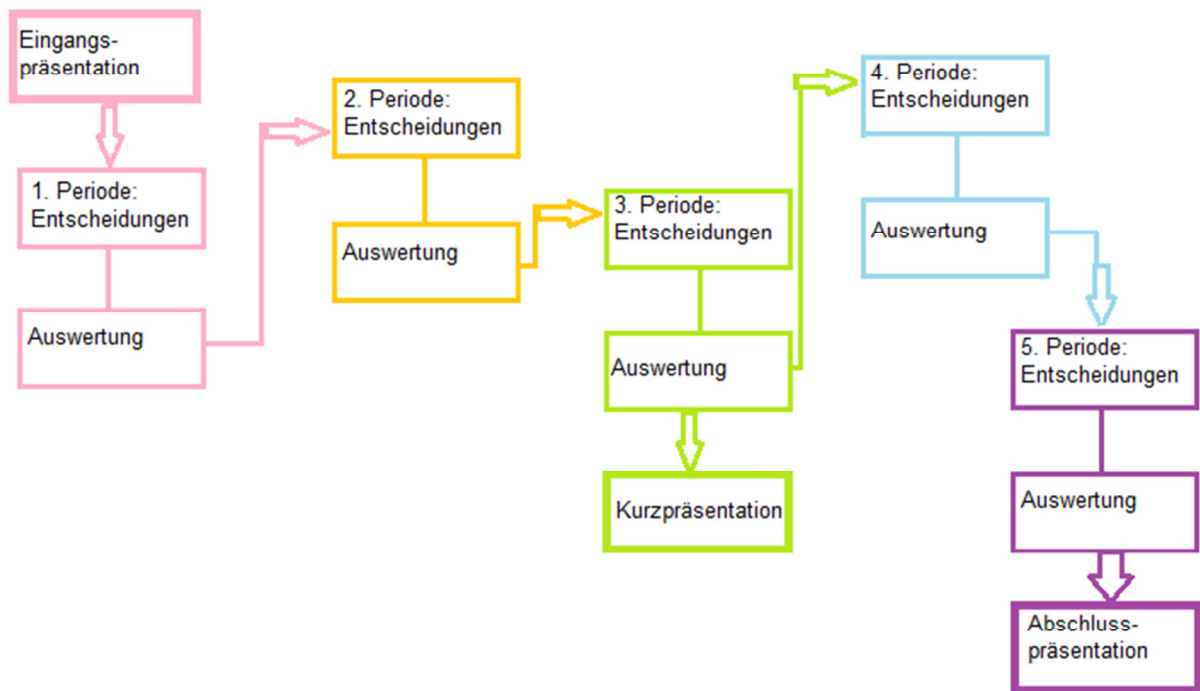 Eingangs-
präsentation
1. Periode:
Entscheidungen
Auswertung
2. Periode:
Entscheidungen
Auswertung
3. Periode:
Entscheidungen
Auswertung
Kurzpräsentation
4. Periode:
Entscheidungen
Auswertung
5. Periode:
Entscheidungen
Auswertung
Abschluss-
präsentation